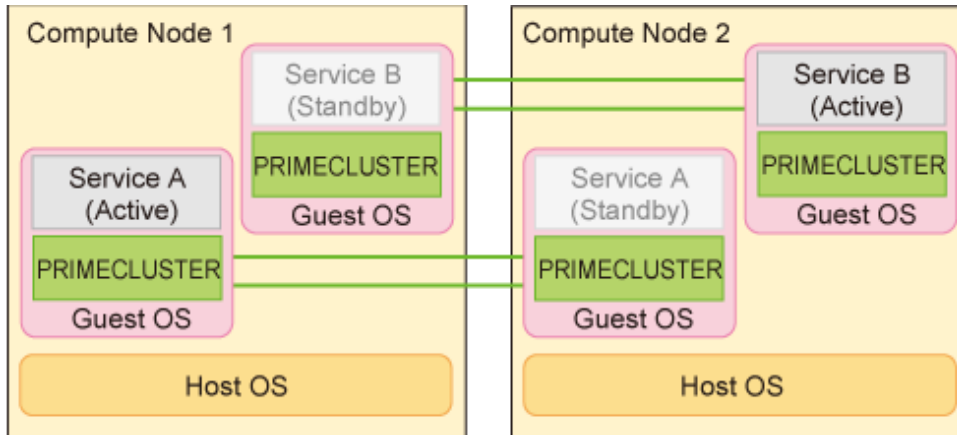 Compute Node 1
Service B
(Standby)
PRIMECLUSTER
Guest OS
Service A
(Active)
PRIMECLUSTER
Guest OS
Host OS
Compute Node 2
Service B
(Active)
PRIMECLUSTER
Guest OS
Service A
(Standby)
PRIMECLUSTER
Guest OS
Host OS